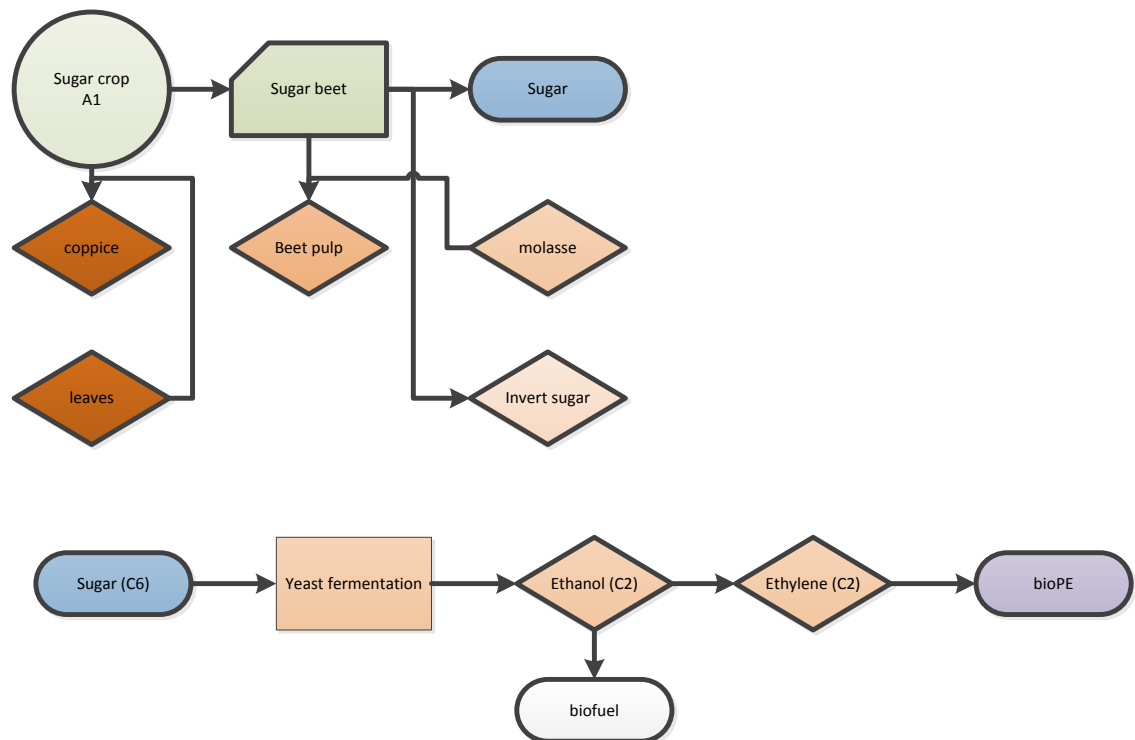 Sugar crop
A1
Sugar beet
Sugar
coppice
Beet pulp
molasse
leaves
Invert sugar
Sugar (C6)
Yeast fermentation
Ethanol (C2)
Ethylene (C2)
bioPE
biofuel